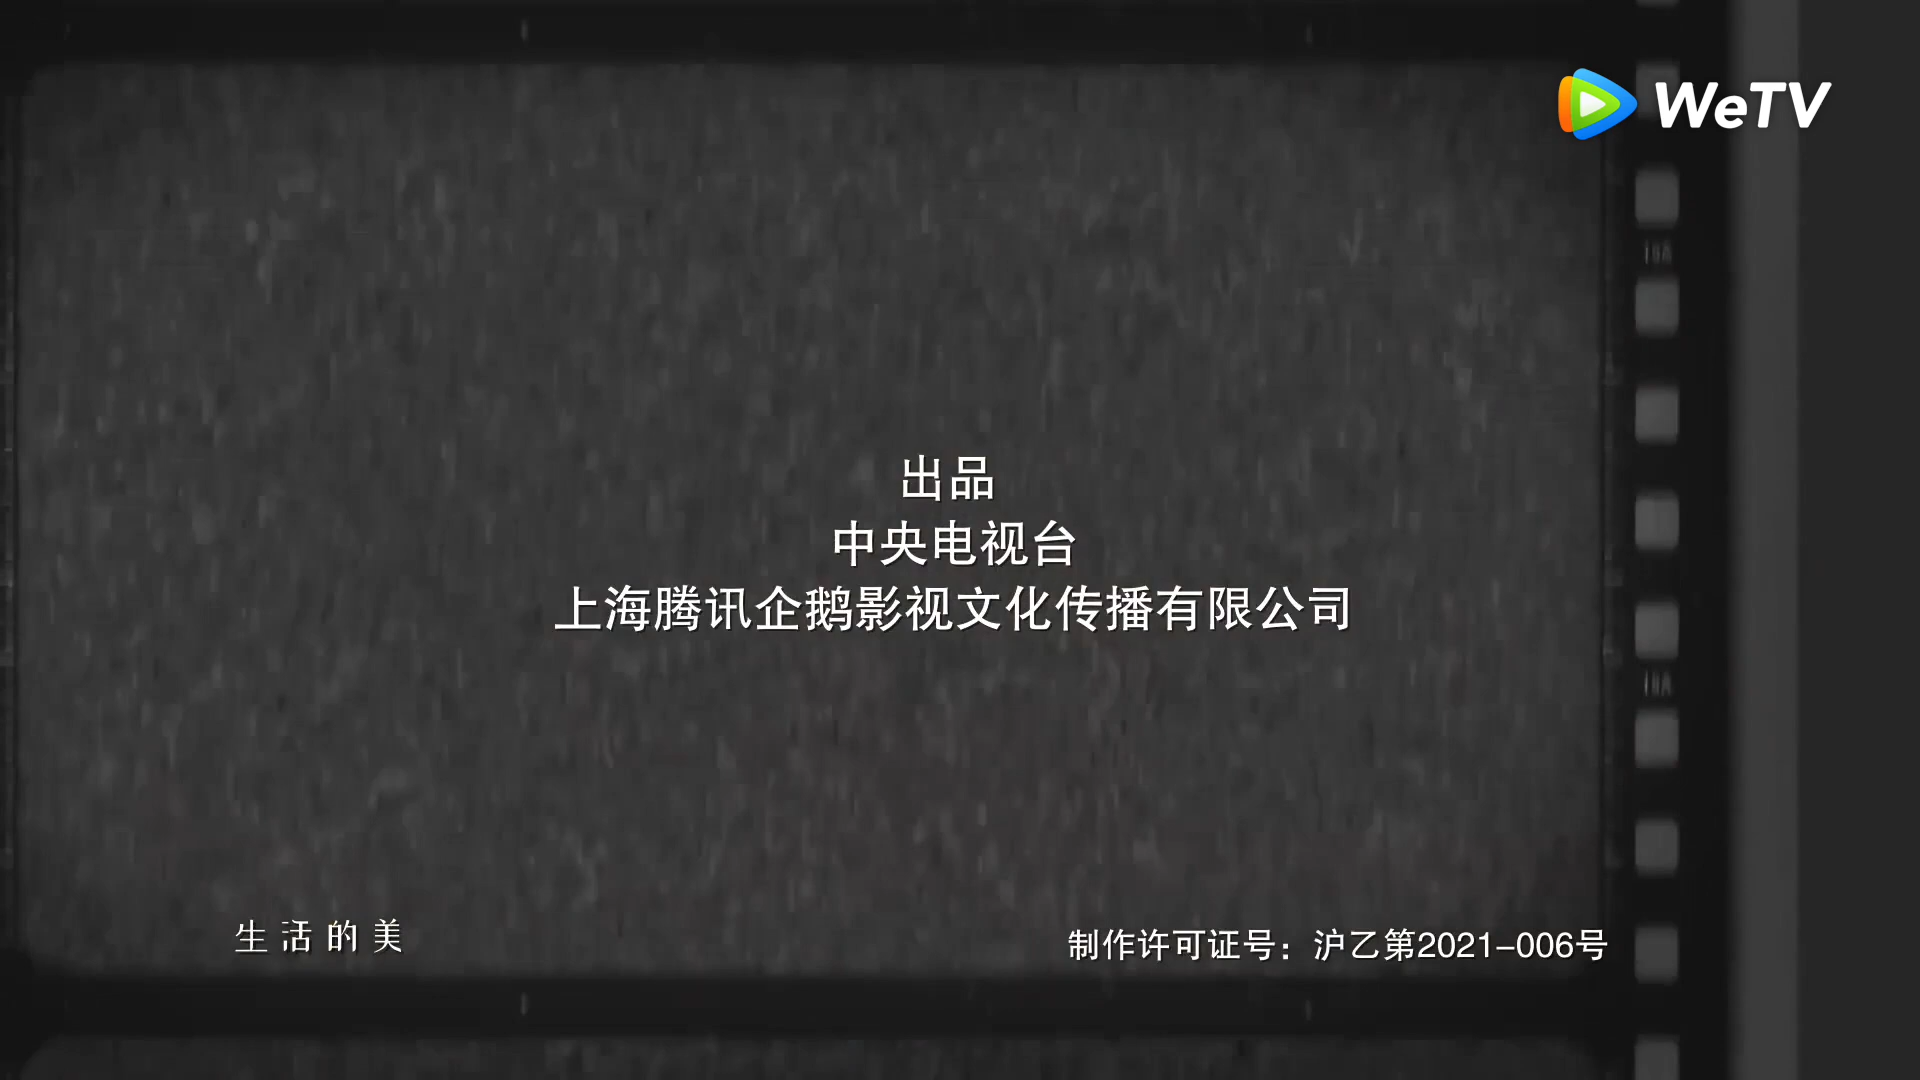 WeTV
18A
出品
中央电视台
上海腾讯企鹅影视文化传播有限公司
18A
生活的美
制作许可证号：沪乙第2021-006号